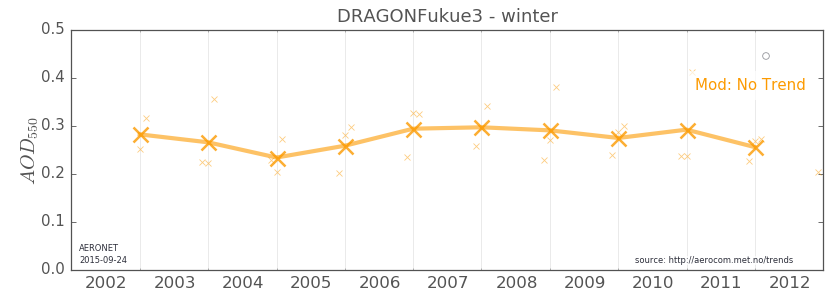 DRAGONFukue3 - winter
0.5
0.4
0.3
0.2
0.1
0.0
AOD550
Mod: No Trend
AERONET
2015-09-24
source: http://aerocom.met.no/trends
2002 2003 2004 2005 2006 2007 2008 2009 2010 2011 2012